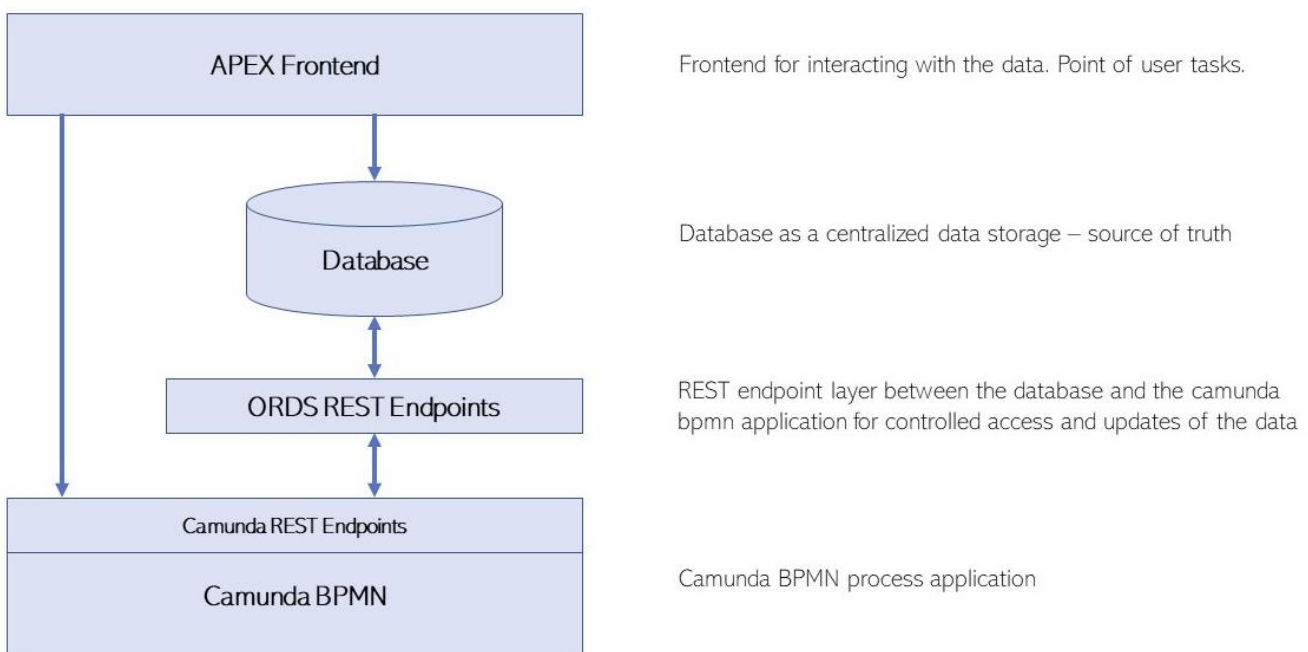 APEX Frontend
Frontend for interacting with the data. Point of user tasks.
Database
Database as a centralized data storage – source of truth
ORDS REST Endpoints
REST endpoint layer between the database and the camunda
bpmn application for controlled access and updates of the data
Camunda REST Endpoints
Camunda BPMN
Camunda BPMN process application